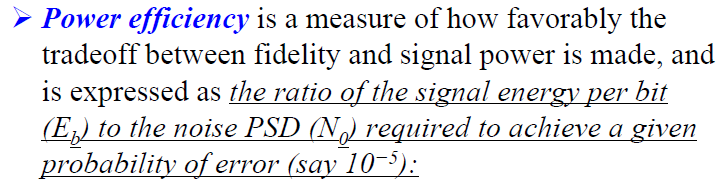 ➢ Power efficiency is a measure of how favorably the
tradeoff between fidelity and signal power is made, and
is expressed as the ratio of the signal energy per bit
(E_b) to the noise PSD (N_0) required to achieve a given
probability of error (say 10⁻⁵):